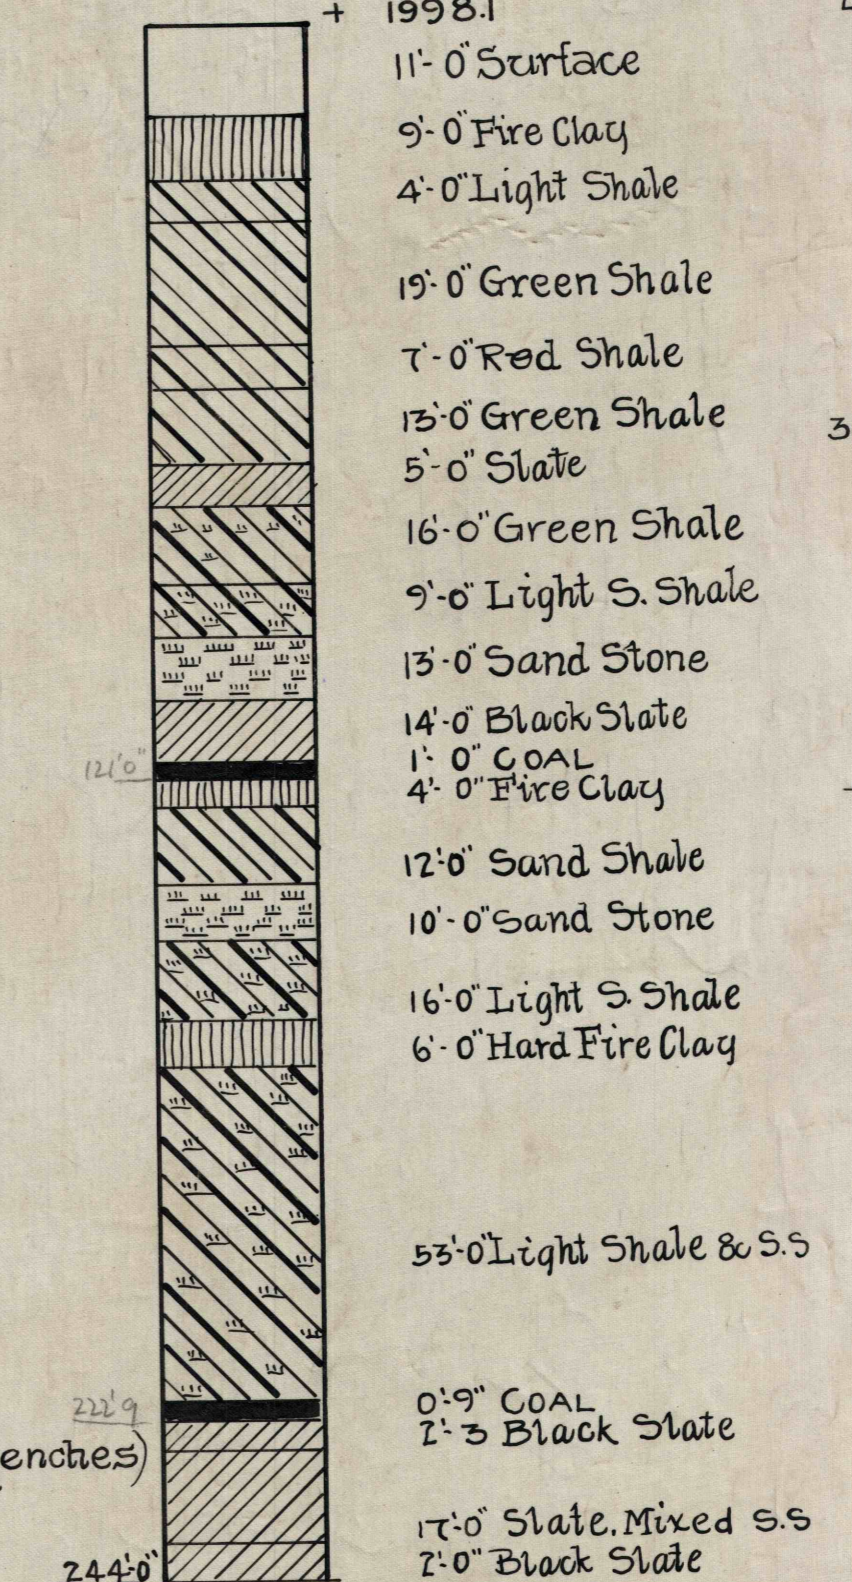 + 1998.1
11'-0" Surface
9'-0" Fire Clay
4'-0" Light Shale
19'-0" Green Shale
7'-0" Red Shale
3
13'-0" Green Shale
5'-0" Slate
16'-0" Green Shale
9'-0" Light S. Shale
13'-0" Sand Stone
14'-0" Black Slate
121'0"
1'-0" COAL
4'-0" Fire Clay
12'-0" Sand Shale
10'-0" Sand Stone
16'-0" Light S. Shale
6'-0" Hard Fire Clay
53'-0" Light Shale & S.S
222'9
0'-9" COAL
2'-3 Black Slate
enches)
17'-0" Slate. Mixed S.S
244'-0"
2'-0" Black Slate